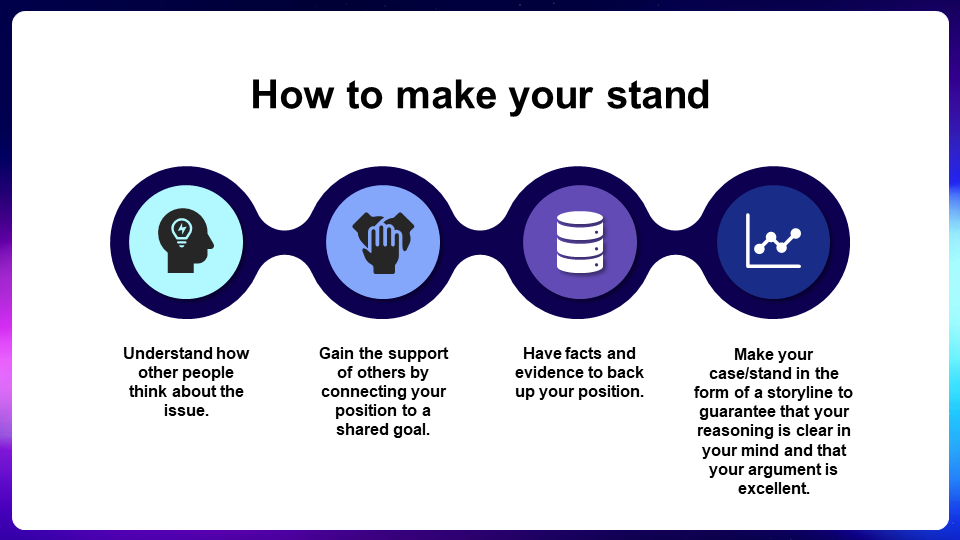 How to make your stand
Understand how
other people
think about the
issue.
Gain the support
of others by
connecting your
position to a
shared goal.
Have facts and
evidence to back
up your position.
Make your
case/stand in the
form of a storyline to
guarantee that your
reasoning is clear in
your mind and that
your argument is
excellent.